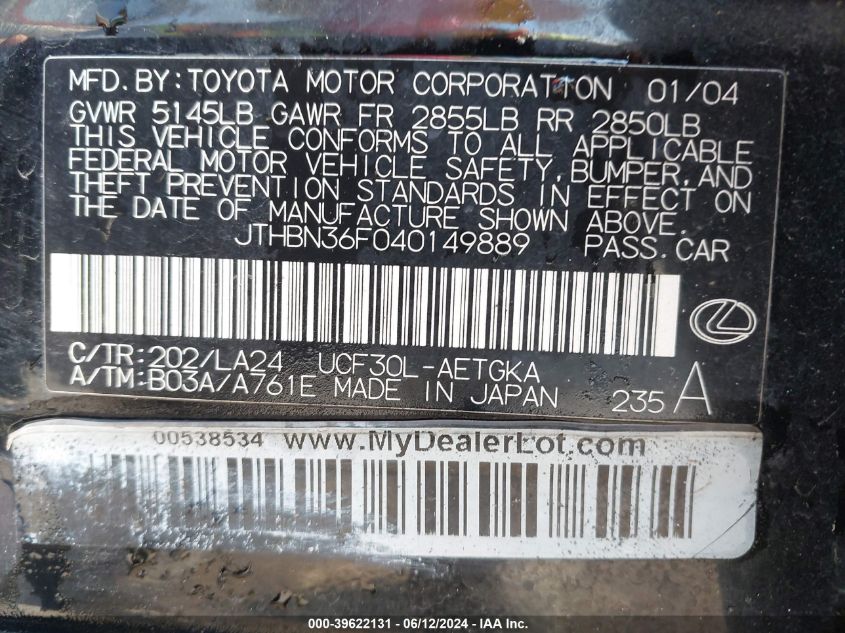 MFD. BY: TOYOTA MOTOR CORPORATION 01/04
GVWR 5145LB GAWR FR 2855LB RR 2850LB
THIS VEHICLE CONFORMS TO ALL APPLICABLE
FEDERAL MOTOR VEHICLE SAFETY, BUMPER, AND
THEFT PREVENTION STANDARDS IN EFFECT ON
THE DATE OF MANUFACTURE SHOWN ABOVE.
JTHBN36F040149889 PASS. CAR
C/TR: 202/LA24 UCF30L-AETGKA
A/TM: B03A/A761E MADE IN JAPAN 235 A
00538534 www.MyDealerLot.com
000-39622131 - 06/12/2024 - IAA Inc.